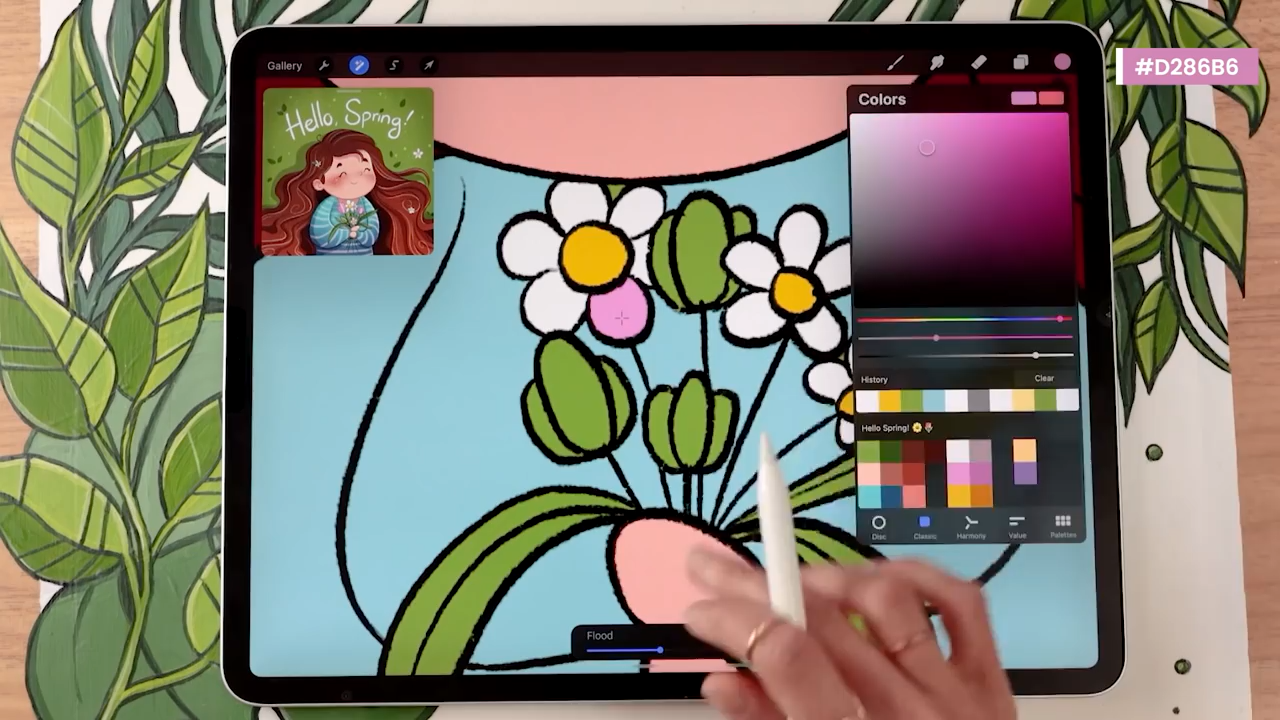 #D286B6
Gallery
Hello, Spring!
Colors
History
Clear
Hello Spring!
Disc
Classic
Harmony
Value
Palettes
Flood